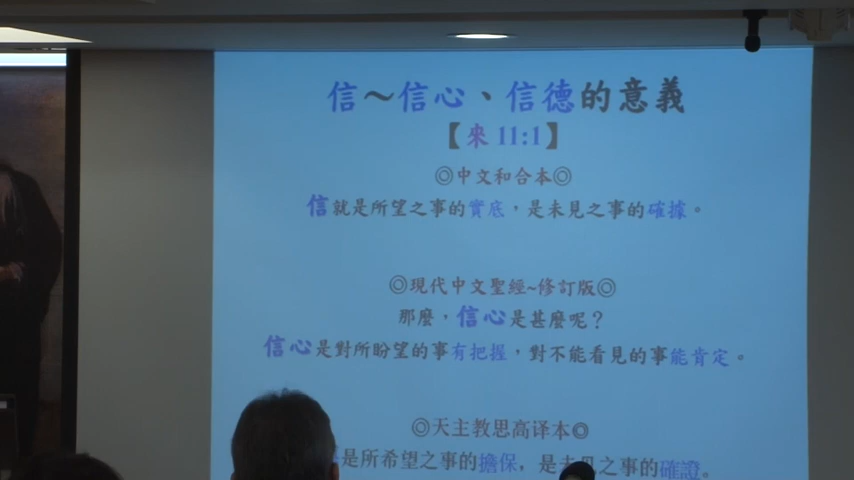 信～信心、信德的意義
【來 11:1】
◎中文和合本◎
信就是所望之事的實底，是未見之事的確據。
◎現代中文聖經~修訂版◎
那麼，信心是甚麼呢？
信心是對所盼望的事有把握，對不能看見的事能肯定。
◎天主教思高译本◎
是所希望之事的擔保，是未見之事的確證。